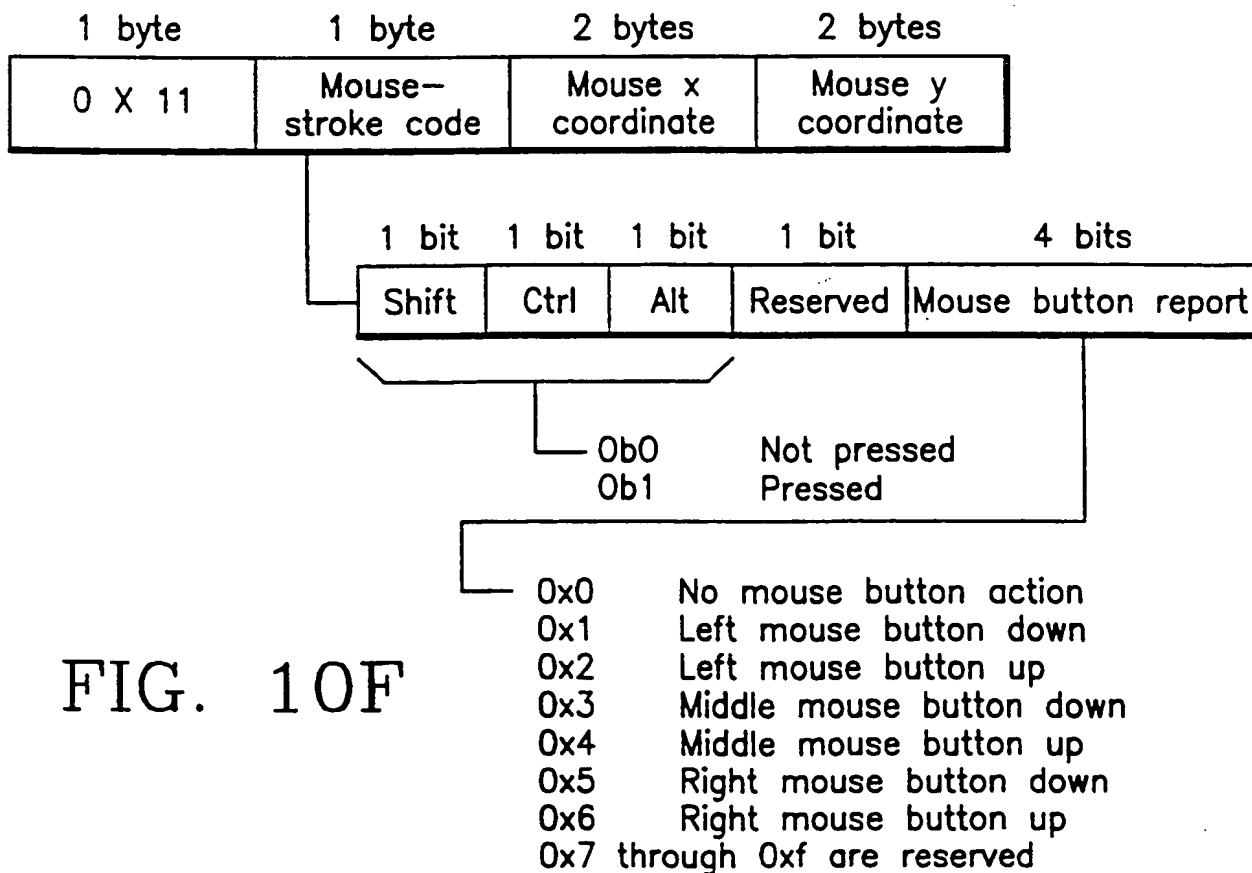 1 byte 1 byte 2 bytes 2 bytes
0 X 11 Mouse- stroke code Mouse x coordinate Mouse y coordinate
1 bit 1 bit 1 bit 1 bit 4 bits
Shift Ctrl Alt Reserved Mouse button report
0b0 Not pressed
0b1 Pressed
0x0 No mouse button action
0x1 Left mouse button down
0x2 Left mouse button up
0x3 Middle mouse button down
0x4 Middle mouse button up
0x5 Right mouse button down
0x6 Right mouse button up
0x7 through 0xf are reserved
FIG. 10F